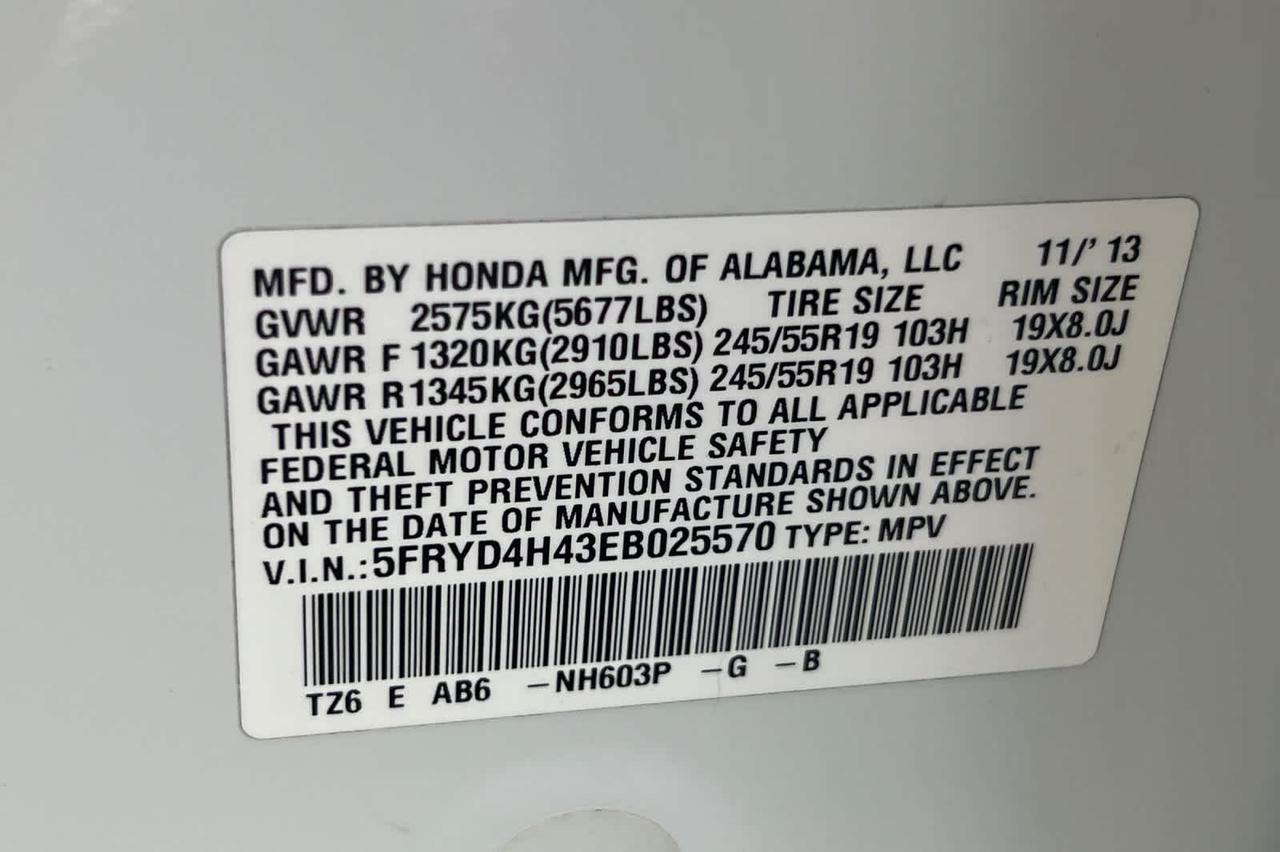 MFD. BY HONDA MFG. OF ALABAMA, LLC 11/' 13
GVWR 2575KG(5677LBS) TIRE SIZE RIM SIZE
GAWR F 1320KG(2910LBS) 245/55R19 103H 19X8.0J
GAWR R 1345KG(2965LBS) 245/55R19 103H 19X8.0J
THIS VEHICLE CONFORMS TO ALL APPLICABLE
FEDERAL MOTOR VEHICLE SAFETY
AND THEFT PREVENTION STANDARDS IN EFFECT
ON THE DATE OF MANUFACTURE SHOWN ABOVE.
V.I.N.:5FRYD4H43EB025570 TYPE: MPV
TZ6 E AB6 -NH603P -G -B